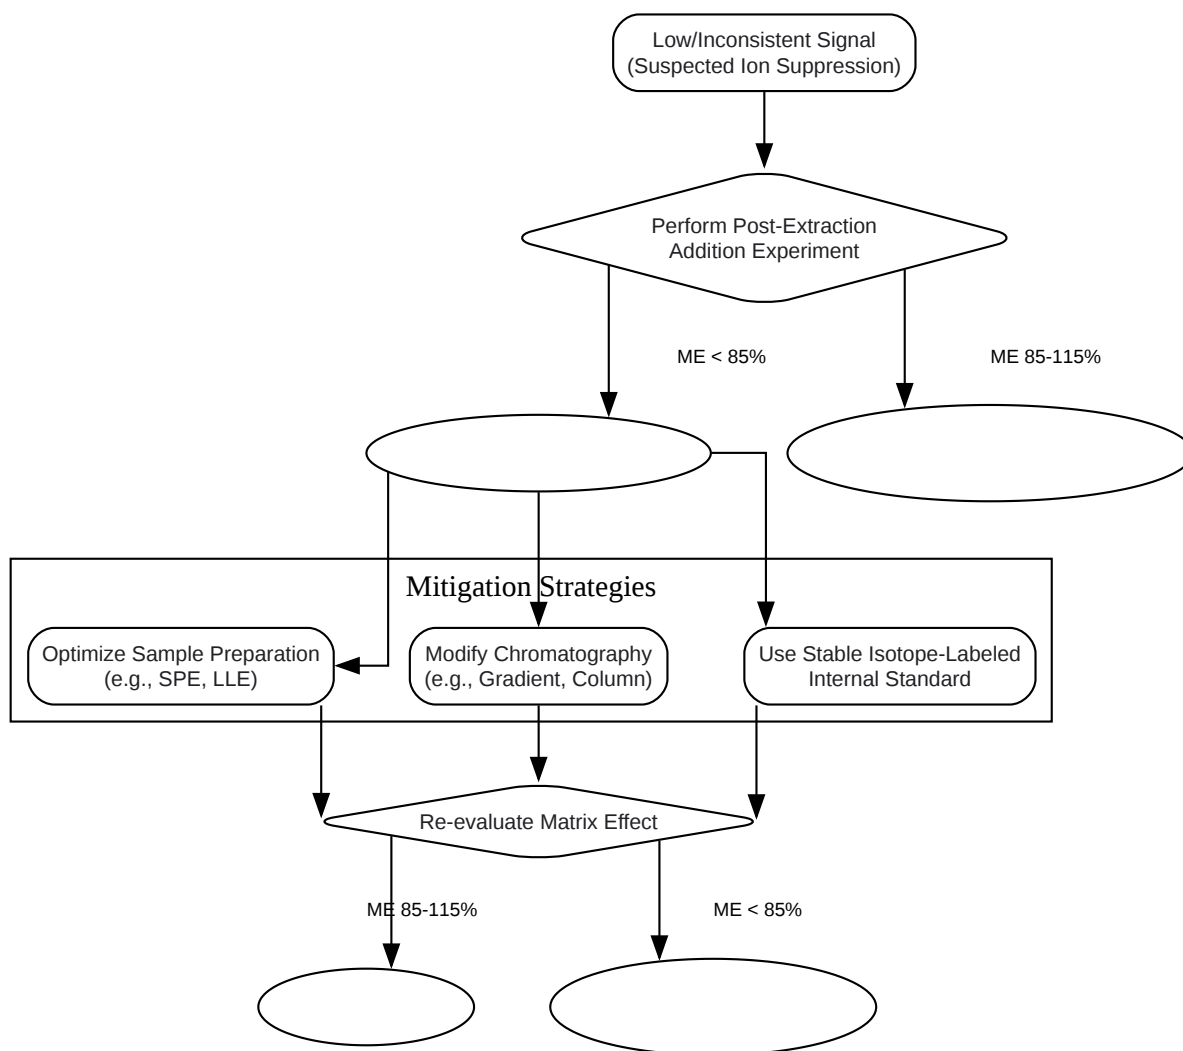 Low/Inconsistent Signal
(Suspected Ion Suppression)
Perform Post-Extraction
Addition Experiment
ME < 85%
ME 85-115%
Mitigation Strategies
Optimize Sample Preparation
(e.g., SPE, LLE)
Modify Chromatography
(e.g., Gradient, Column)
Use Stable Isotope-Labeled
Internal Standard
Re-evaluate Matrix Effect
ME 85-115%
ME < 85%